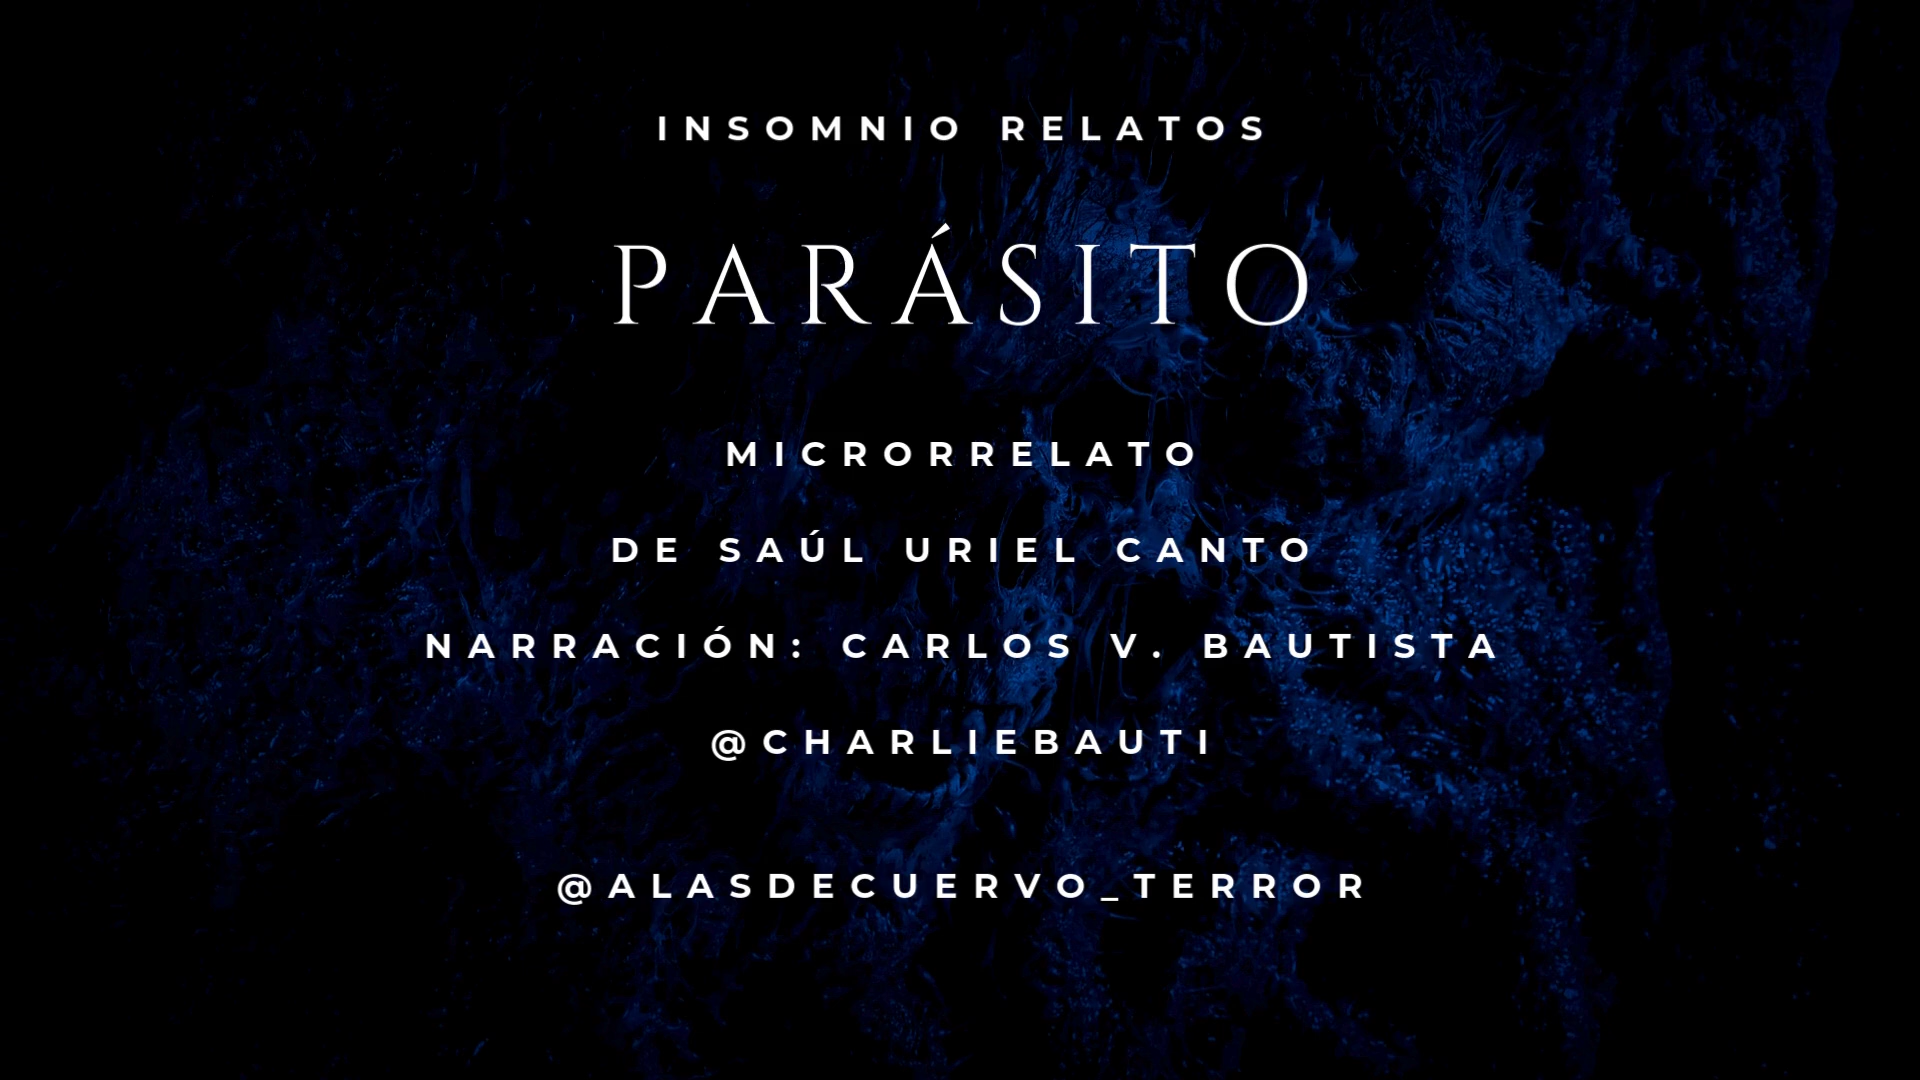 INSOMNIO RELATOS
PARÁSITO
MICRORRELATO
DE SAÚL URIEL CANTO
NARRACIÓN: CARLOS V. BAUTISTA
@CHARLIEBAUTI
@ALASDECUERVO_TERROR